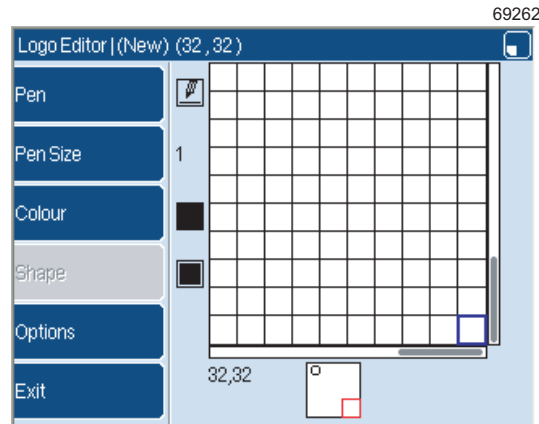 69262
Logo Editor | (New) (32,32)
Pen
Pen Size
1
Colour
Shape
Options
Exit
32,32